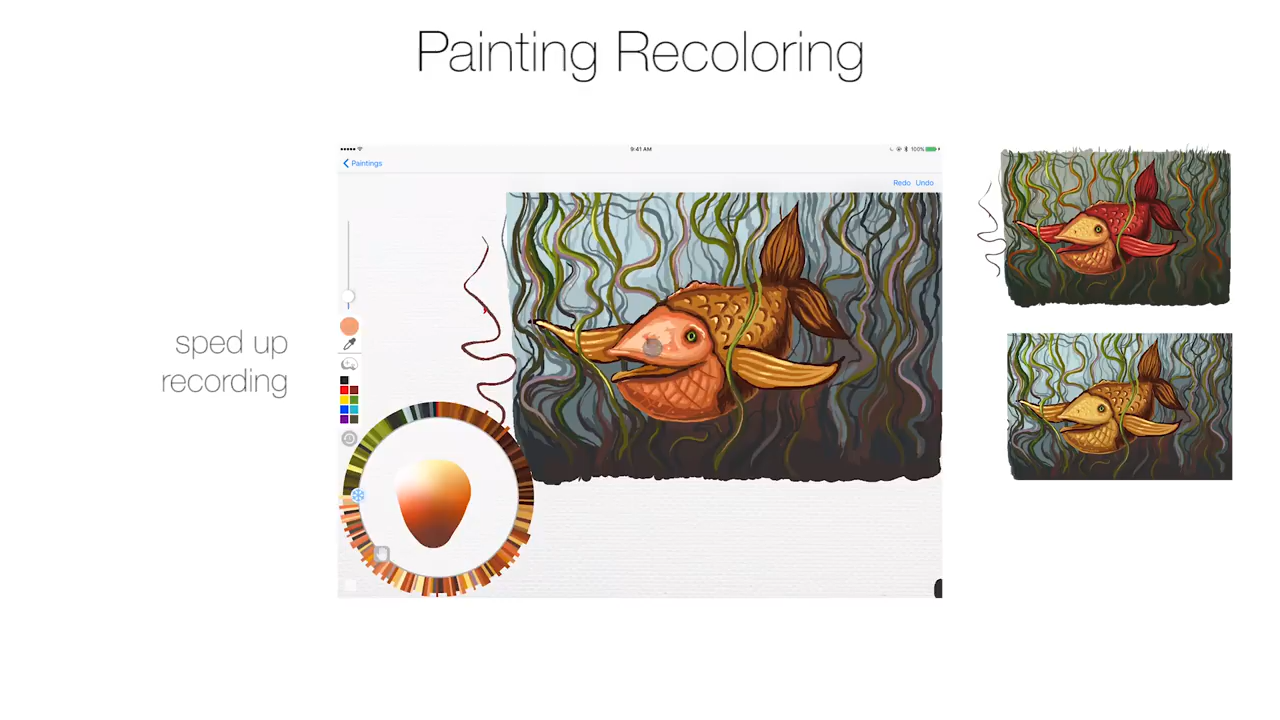 Painting Recoloring
9:41 AM
100%
Paintings
Redo Undo
sped up
recording